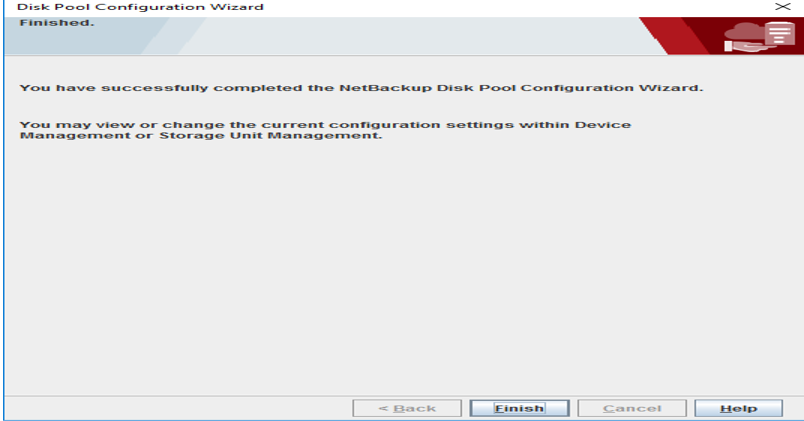 Disk Pool Configuration Wizard
Finished.
You have successfully completed the NetBackup Disk Pool Configuration Wizard.
You may view or change the current configuration settings within Device
Management or Storage Unit Management.
< Back
Finish
Cancel
Help